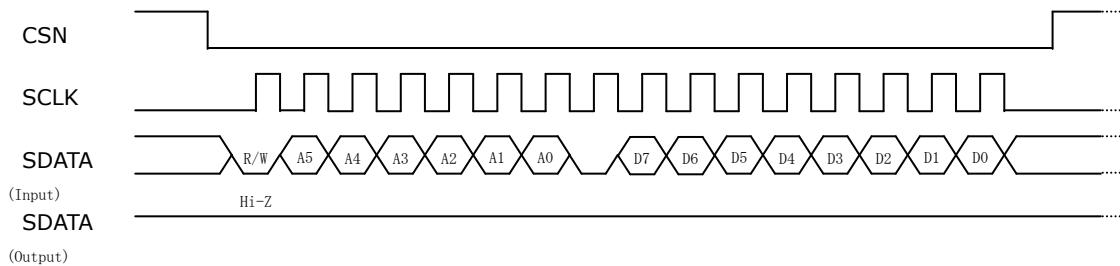 CSN
SCLK
SDATA R/W A5 A4 A3 A2 A1 A0 D7 D6 D5 D4 D3 D2 D1 D0
(Input)
Hi-Z
SDATA
(Output)